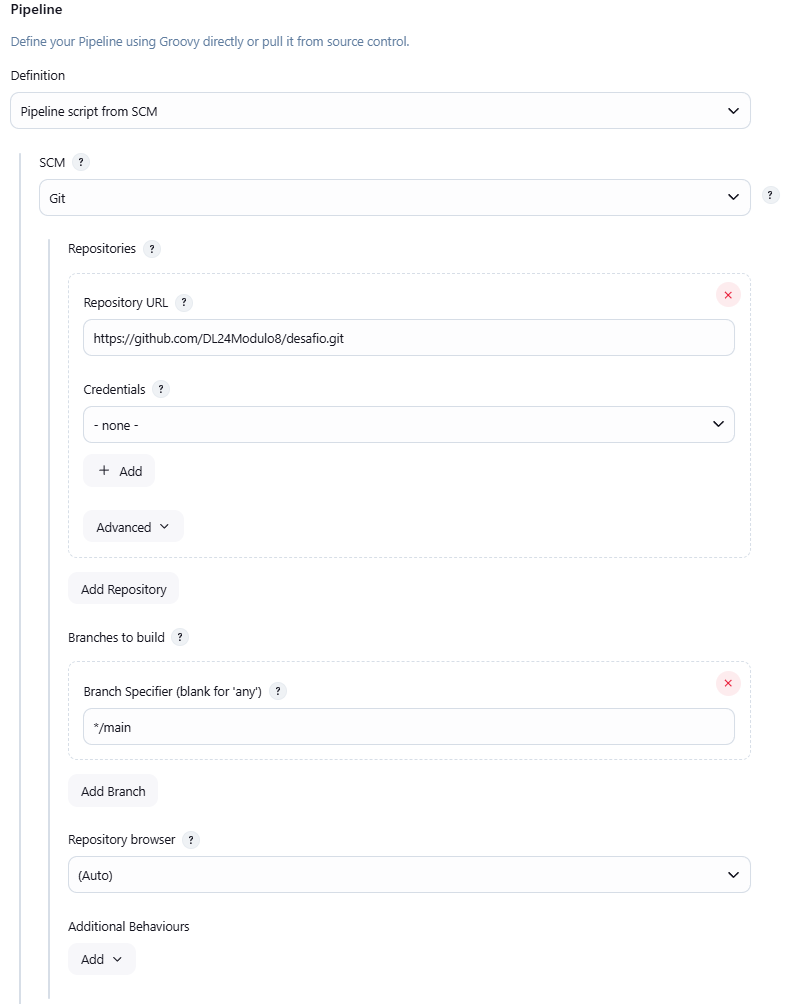 Pipeline
Define your Pipeline using Groovy directly or pull it from source control.
Definition
Pipeline script from SCM
SCM ?
Git
?
Repositories ?
Repository URL ?
https://github.com/DL24Modulo8/desafio.git
Credentials ?
- none -
+ Add
Advanced
Add Repository
Branches to build ?
Branch Specifier (blank for 'any') ?
*/main
Add Branch
Repository browser ?
(Auto)
Additional Behaviours
Add